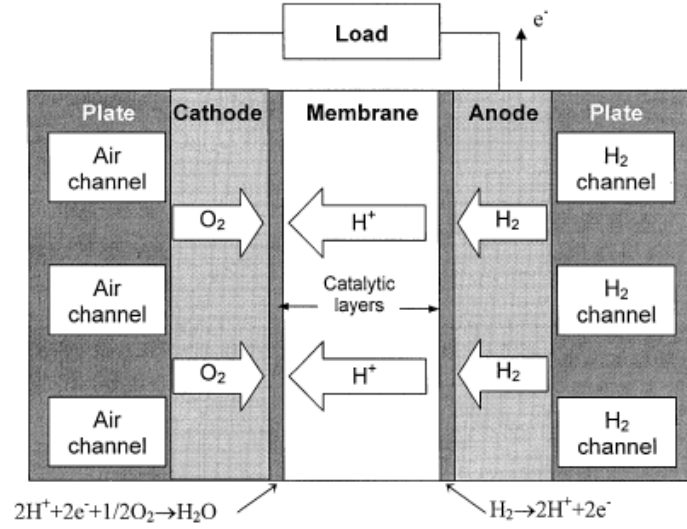 Load
e⁻
Plate
Cathode
Membrane
Anode
Plate
Air
channel
H₂
channel
O₂
H⁺
H₂
Air
channel
Catalytic
layers
H₂
channel
O₂
H⁺
H₂
Air
channel
H₂
channel
2H⁺+2e⁻+1/2O₂→H₂O
H₂→2H⁺+2e⁻